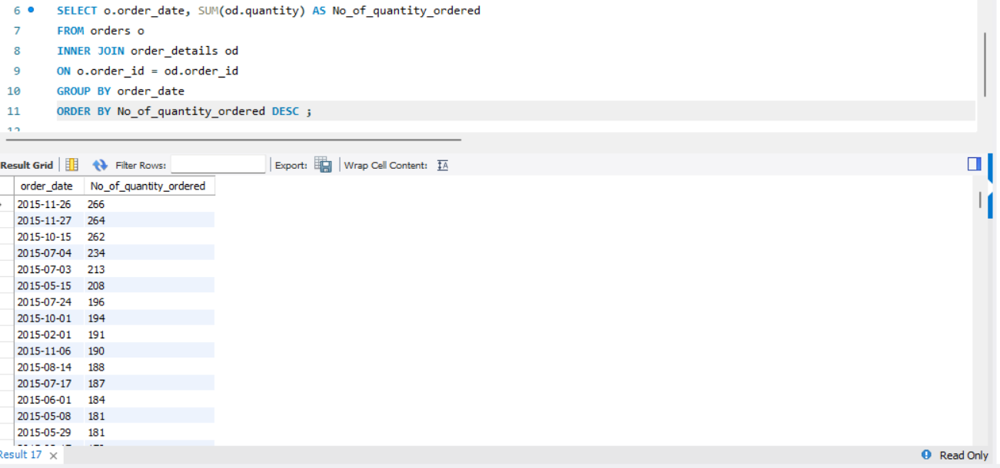 6 SELECT o.order_date, SUM(od.quantity) AS No_of_quantity_ordered
7 FROM orders o
8 INNER JOIN order_details od
9 ON o.order_id = od.order_id
10 GROUP BY order_date
11 ORDER BY No_of_quantity_ordered DESC ;
12
Result Grid Filter Rows: Export: Wrap Cell Content: IA
order_date No_of_quantity_ordered
2015-11-26 266
2015-11-27 264
2015-10-15 262
2015-07-04 234
2015-07-03 213
2015-05-15 208
2015-07-24 196
2015-10-01 194
2015-02-01 191
2015-11-06 190
2015-08-14 188
2015-07-17 187
2015-06-01 184
2015-05-08 181
2015-05-29 181
Result 17 Read Only